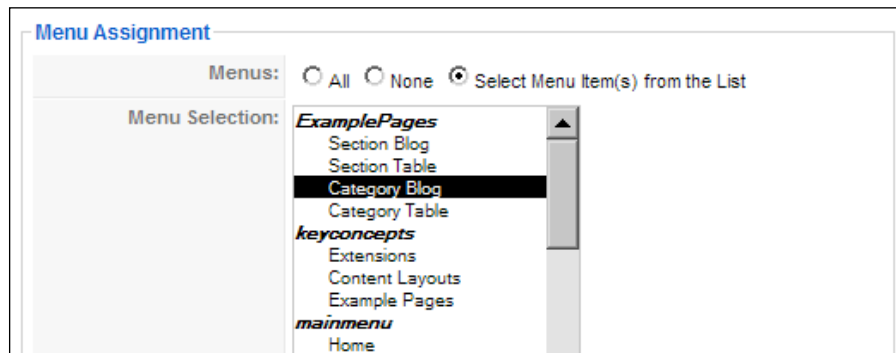 Menu Assignment
Menus: All None Select Menu Item(s) from the List
Menu Selection: ExamplePages
Section Blog
Section Table
Category Blog
Category Table
keyconcepts
Extensions
Content Layouts
Example Pages
mainmenu
Home